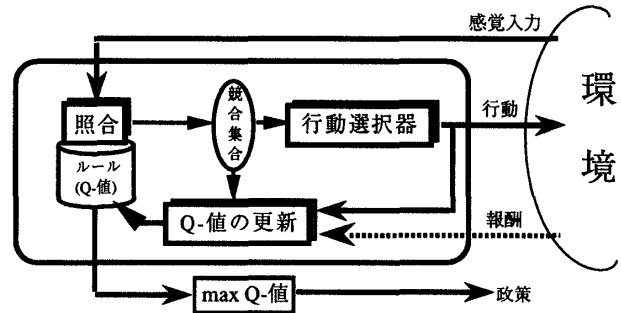 感覚入力
環境
照合
競合集合
行動選択器
行動
ルール
(Q-値)
Q-値の更新
報酬
max Q-値
政策